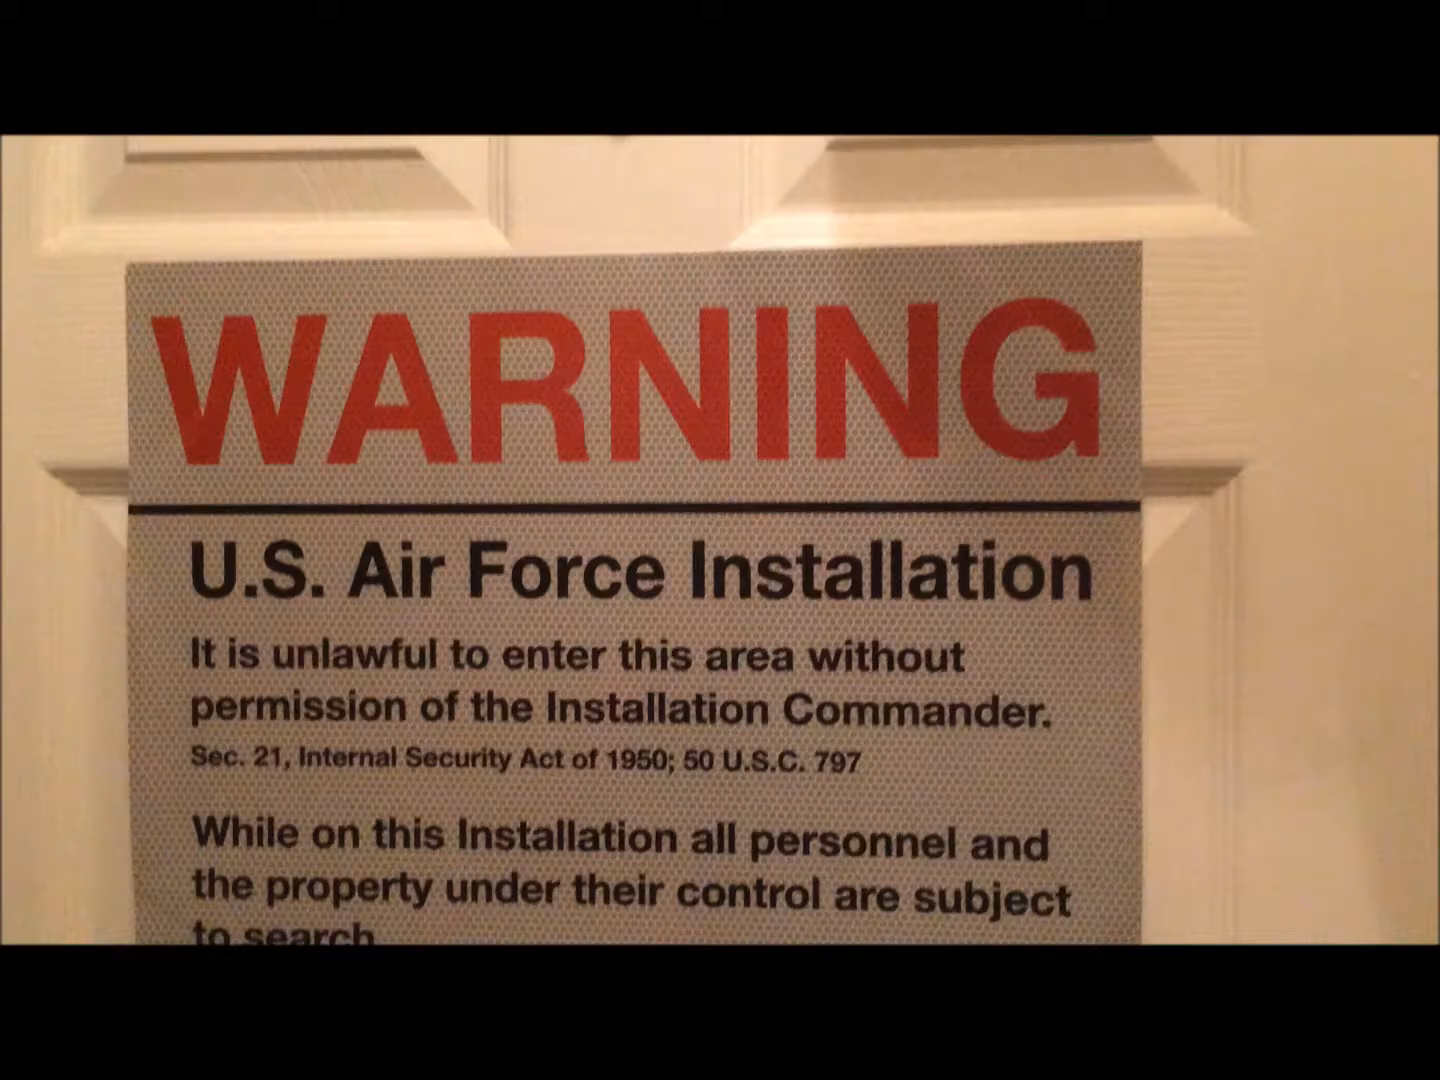 WARNING
U.S. Air Force Installation
It is unlawful to enter this area without
permission of the Installation Commander.
Sec. 21, Internal Security Act of 1950; 50 U.S.C. 797
While on this Installation all personnel and
the property under their control are subject
to search